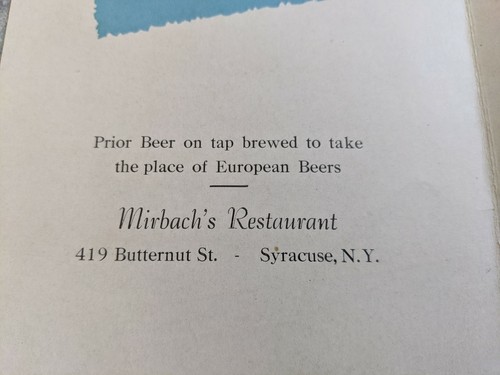 Prior Beer on tap brewed to take
the place of European Beers
Mirbach's Restaurant
419 Butternut St. - Syracuse, N.Y.